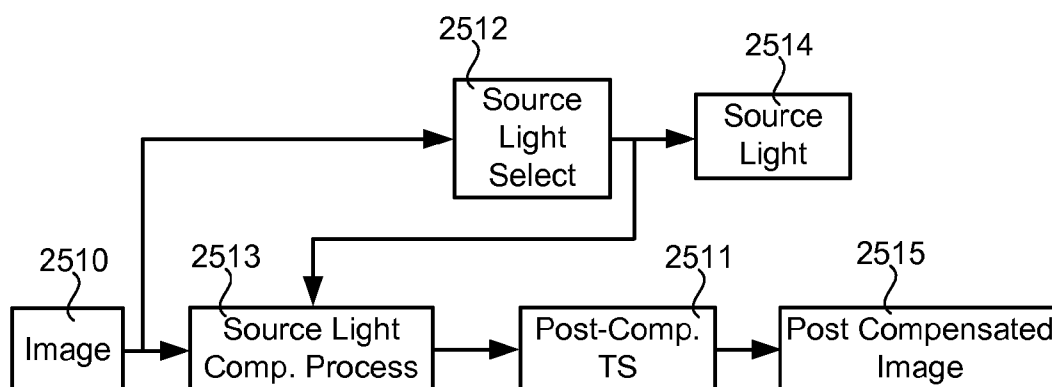 2512
Source
Light
Select
2514
Source
Light
2510
Image
2513
Source Light
Comp. Process
2511
Post-Comp.
TS
2515
Post Compensated
Image